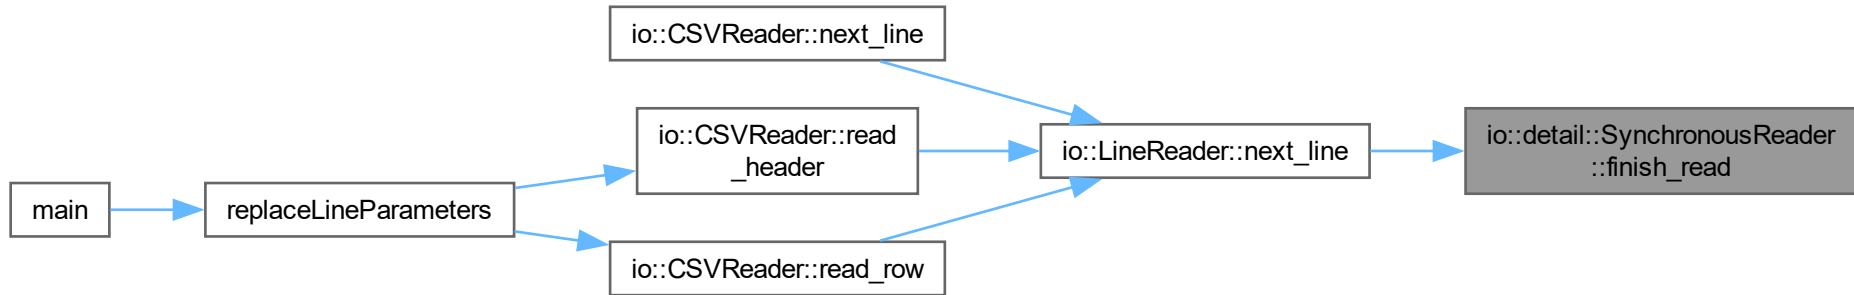 io::CSVReader::next_line
io::CSVReader::read
_header
io::LineReader::next_line
io::detail::SynchronousReader
::finish_read
main
replaceLineParameters
io::CSVReader::read_row